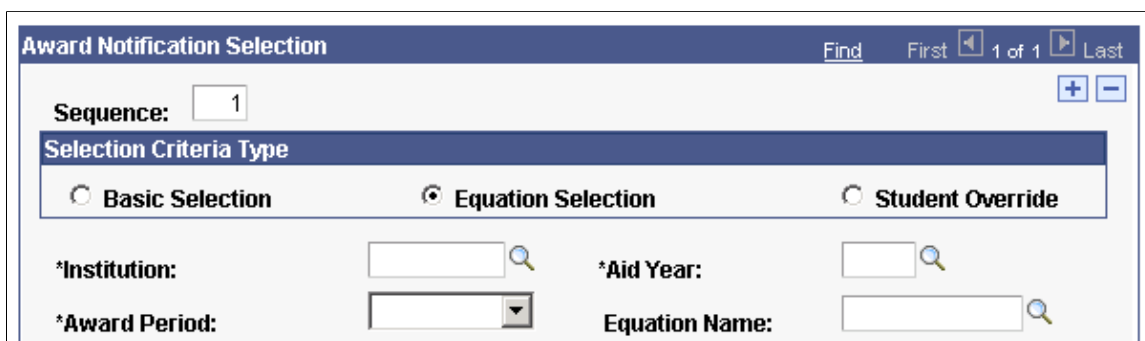 Award Notification Selection Find First 1 of 1 Last
Sequence: 1
Selection Criteria Type
Basic Selection Equation Selection Student Override
*Institution: *Aid Year:
*Award Period: Equation Name: